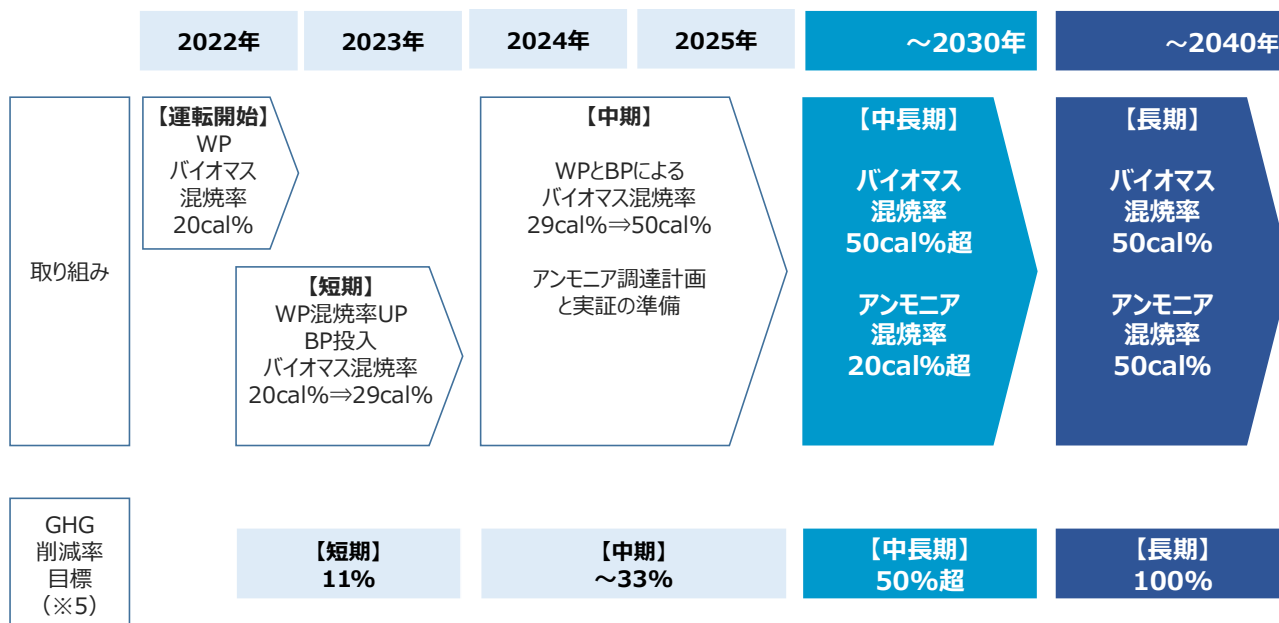 2022年
2023年
2024年
2025年
～2030年
～2040年
取り組み
【運転開始】
WP
バイオマス
混焼率
20cal%
【短期】
WP混焼率UP
BP投入
バイオマス混焼率
20cal%⇒29cal%
【中期】
WPとBPによる
バイオマス混焼率
29cal%⇒50cal%
アンモニア調達計画
と実証の準備
【中長期】
バイオマス
混焼率
50cal%超
アンモニア
混焼率
20cal%超
【長期】
バイオマス
混焼率
50cal%
アンモニア
混焼率
50cal%
GHG
削減率
目標
（※5）
【短期】
11%
【中期】
～33%
【中長期】
50%超
【長期】
100%